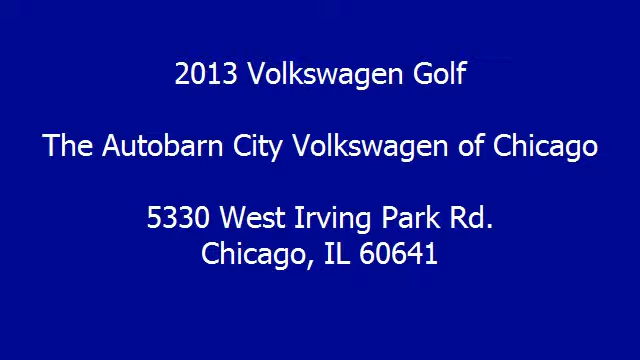 2013 Volkswagen Golf
The Autobarn City Volkswagen of Chicago
5330 West Irving Park Rd.
Chicago, IL 60641